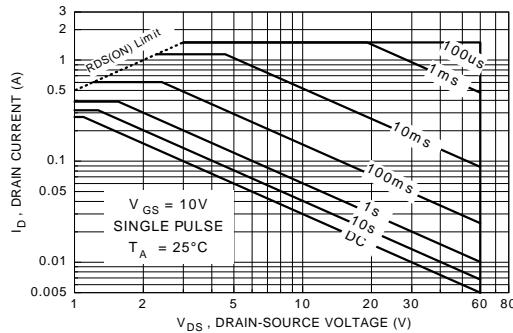 3
2
1
0.5
0.1
0.05
0.01
0.005
I D , DRAIN CURRENT (A)
RDS(ON) Limit
100us
1ms
10ms
100ms
1s
10s
DC
V GS = 10V
SINGLE PULSE
T A = 25°C
1 2 5 10 20 30 60 80
V DS , DRAIN-SOURCE VOLTAGE (V)